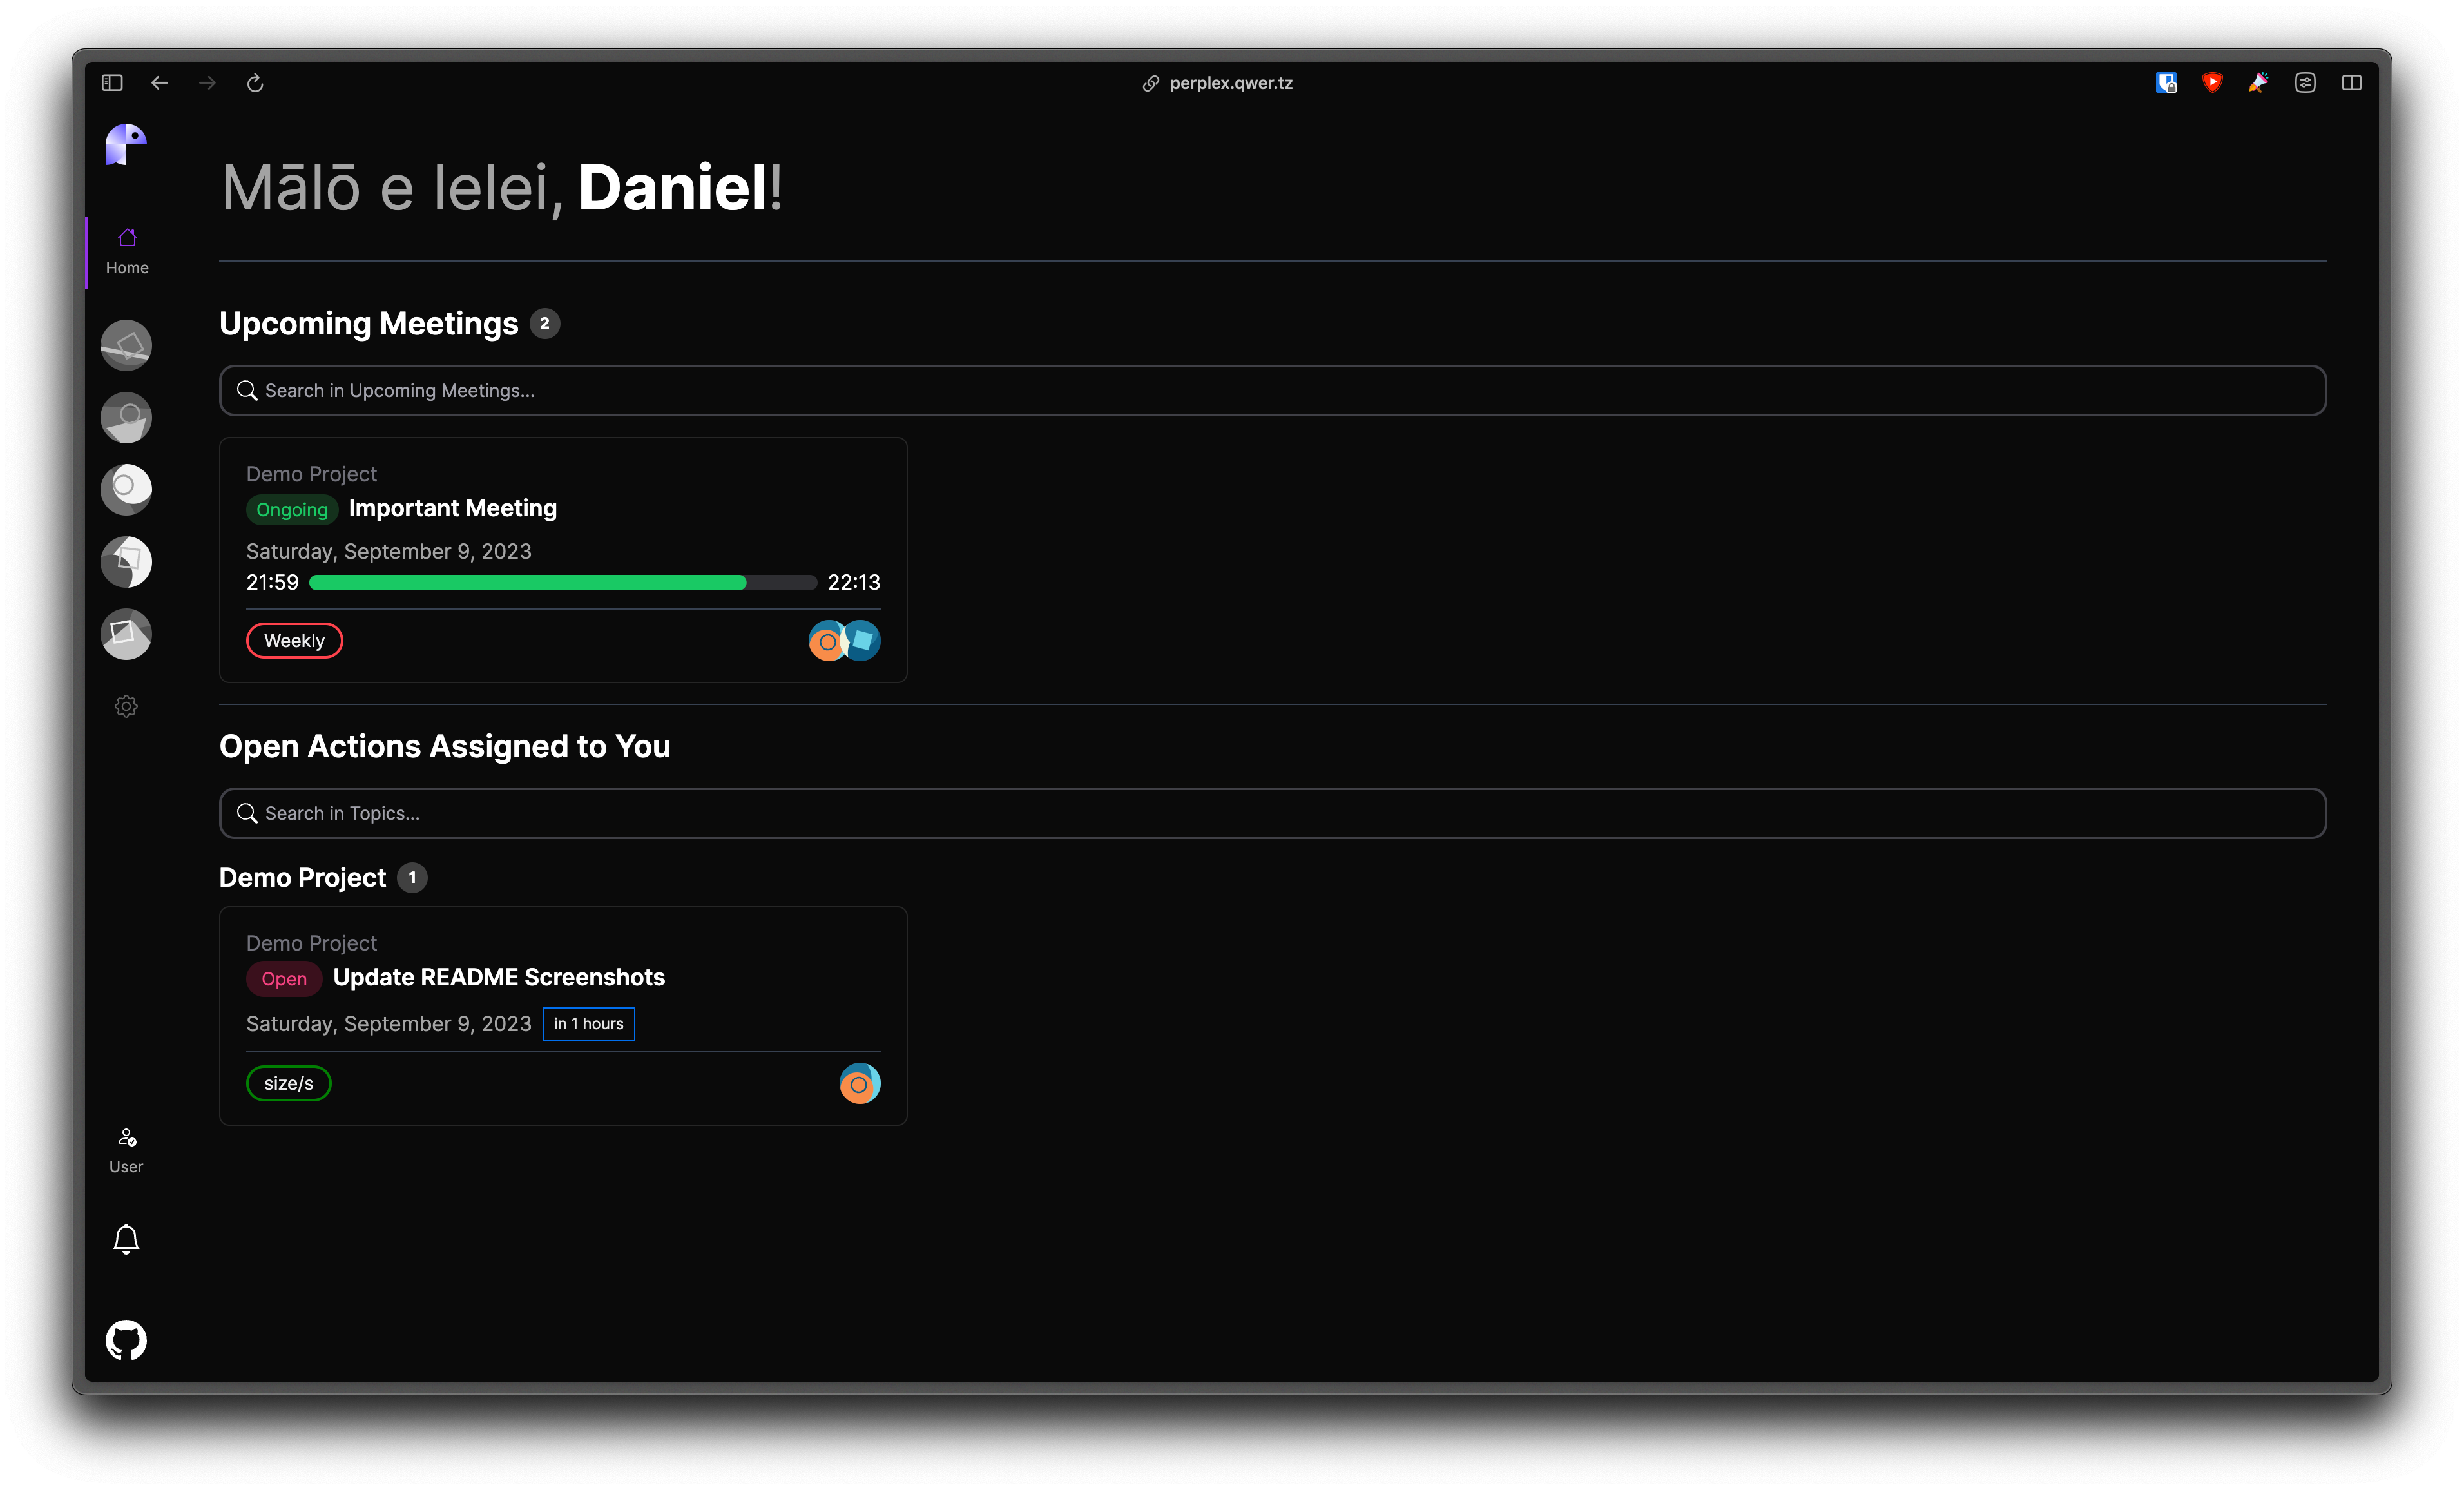 perplex.qwer.tz
Mālō e lelei, Daniel!
Home
Upcoming Meetings 2
Search in Upcoming Meetings...
Demo Project
Ongoing Important Meeting
Saturday, September 9, 2023
21:59 22:13
Weekly
Open Actions Assigned to You
Search in Topics...
Demo Project 1
Demo Project
Open Update README Screenshots
Saturday, September 9, 2023 in 1 hours
size/s
User